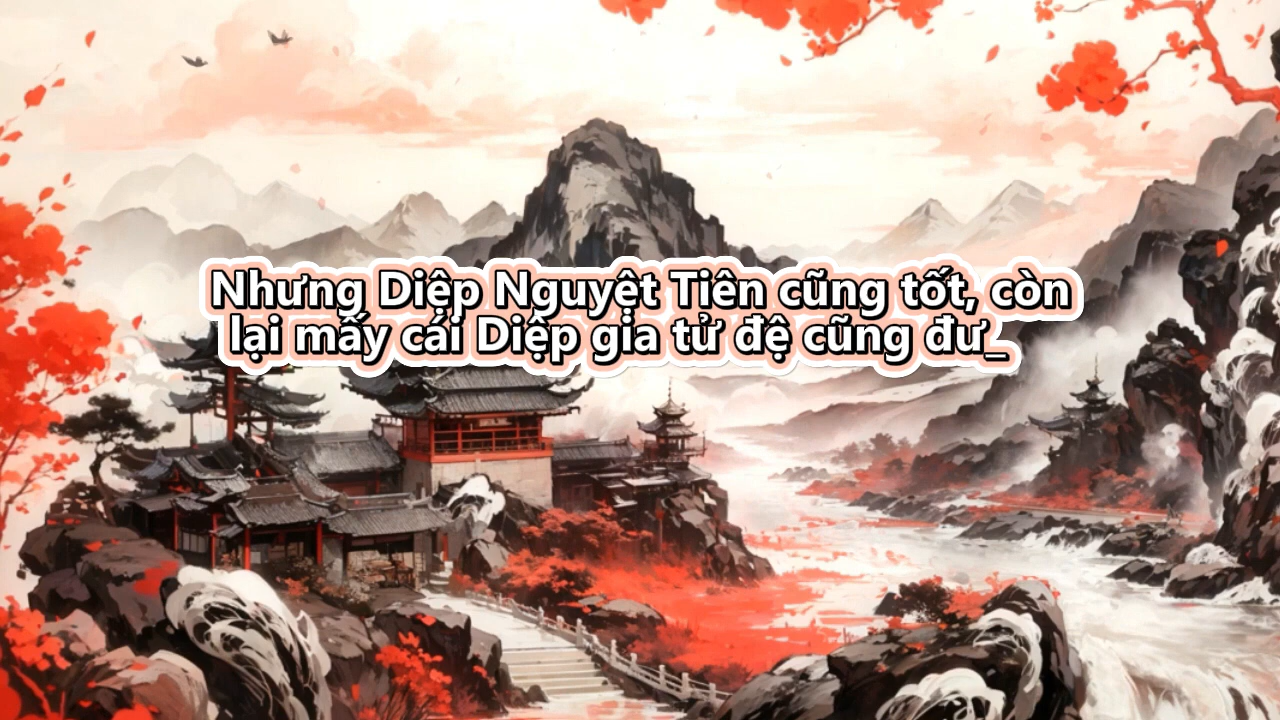 Nhưng Diệp Nguyệt Tiên cũng tốt, còn
lại mấy cái Diệp gia tử đệ cũng đư_